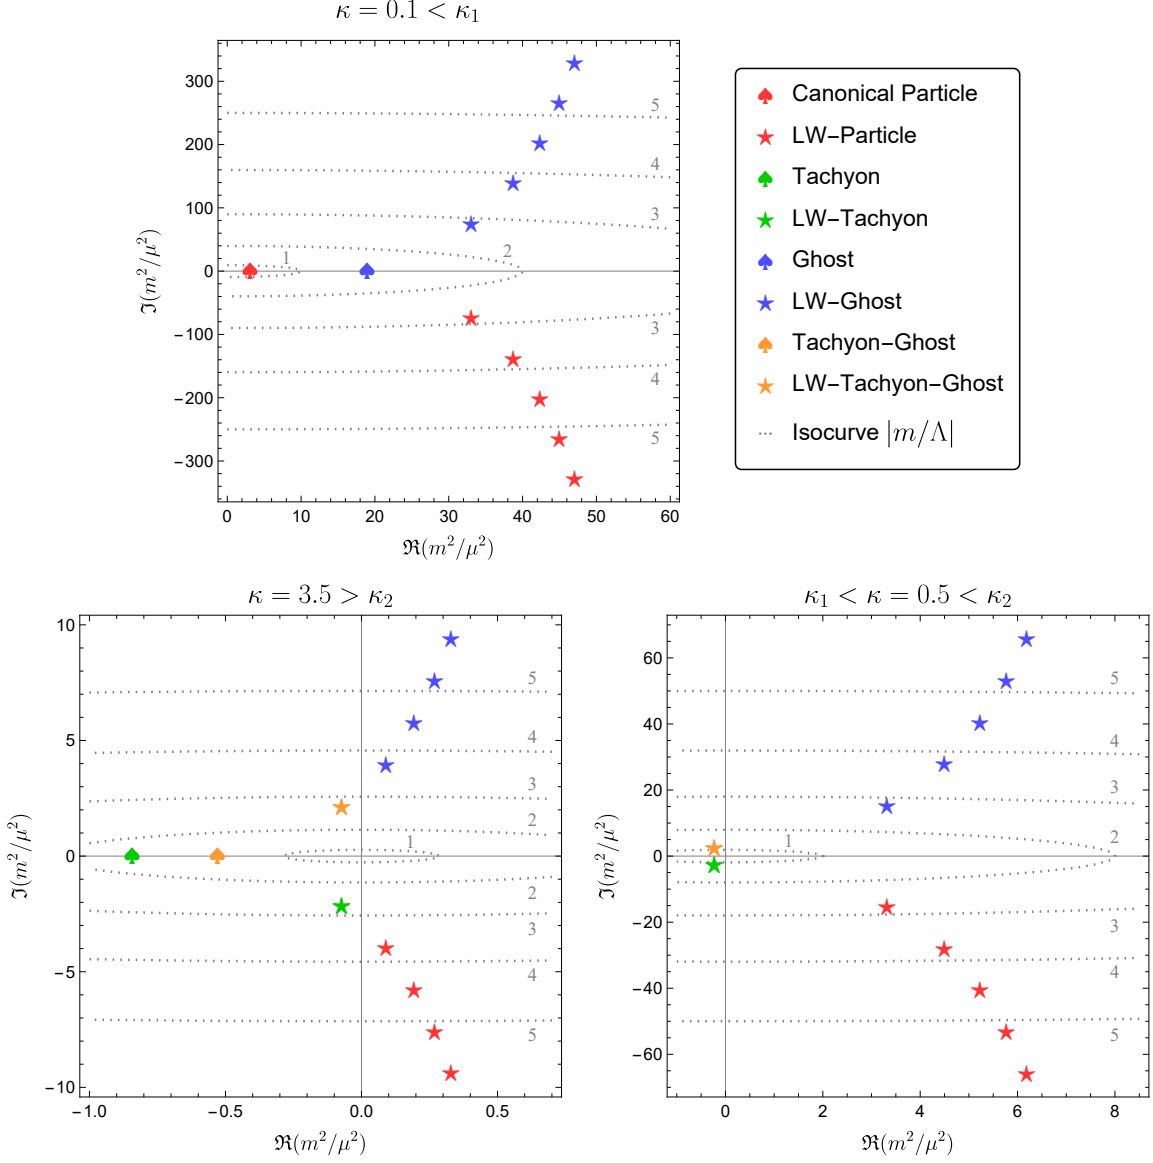 κ = 0.1 < κ₁
300
200
100
0
−100
−200
−300
ℑ(m²/μ²)
5
4
3
2
1
3
4
5
0 10 20 30 40 50 60
ℜ(m²/μ²)
Canonical Particle
LW−Particle
Tachyon
LW−Tachyon
Ghost
LW−Ghost
Tachyon−Ghost
LW−Tachyon−Ghost
Isocurve |m/Λ|
κ = 3.5 > κ₂
10
5
0
−5
−10
ℑ(m²/μ²)
5
4
3
2
1
2
3
4
5
−1.0 −0.5 0.0 0.5
ℜ(m²/μ²)
κ₁ < κ = 0.5 < κ₂
60
40
20
0
−20
−40
−60
ℑ(m²/μ²)
5
4
3
2
1
3
4
5
0 2 4 6 8
ℜ(m²/μ²)